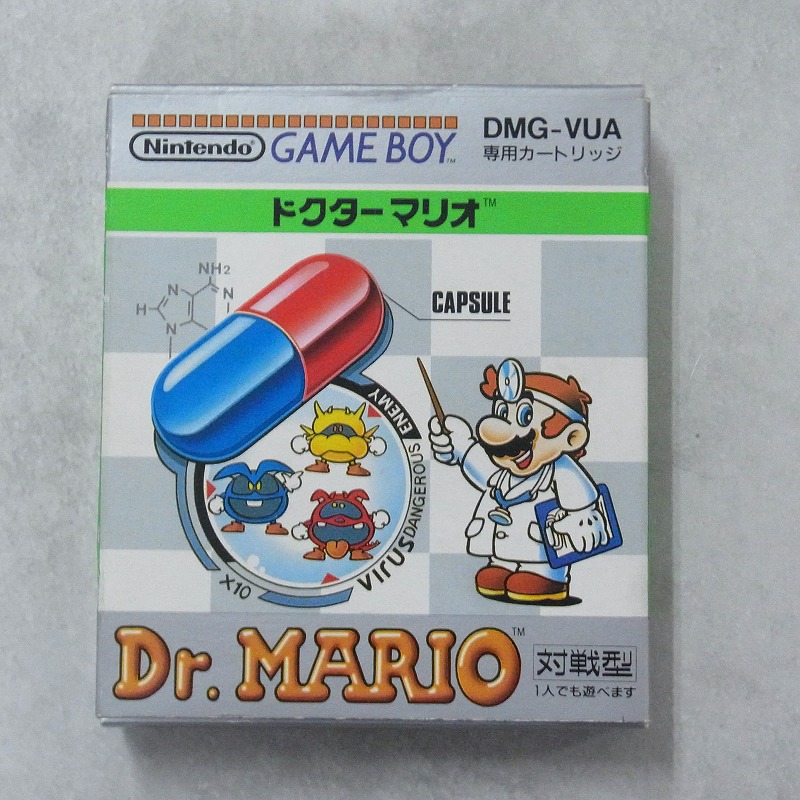 Nintendo GAME BOY™
DMG-VUA
専用カートリッジ
ドクターマリオ™
NH2
N
N
H
N
CAPSULE
ENEMY
DANGEROUS
VIRUS
X10
Dr. MARIO™
対戦型
1人でも遊べます